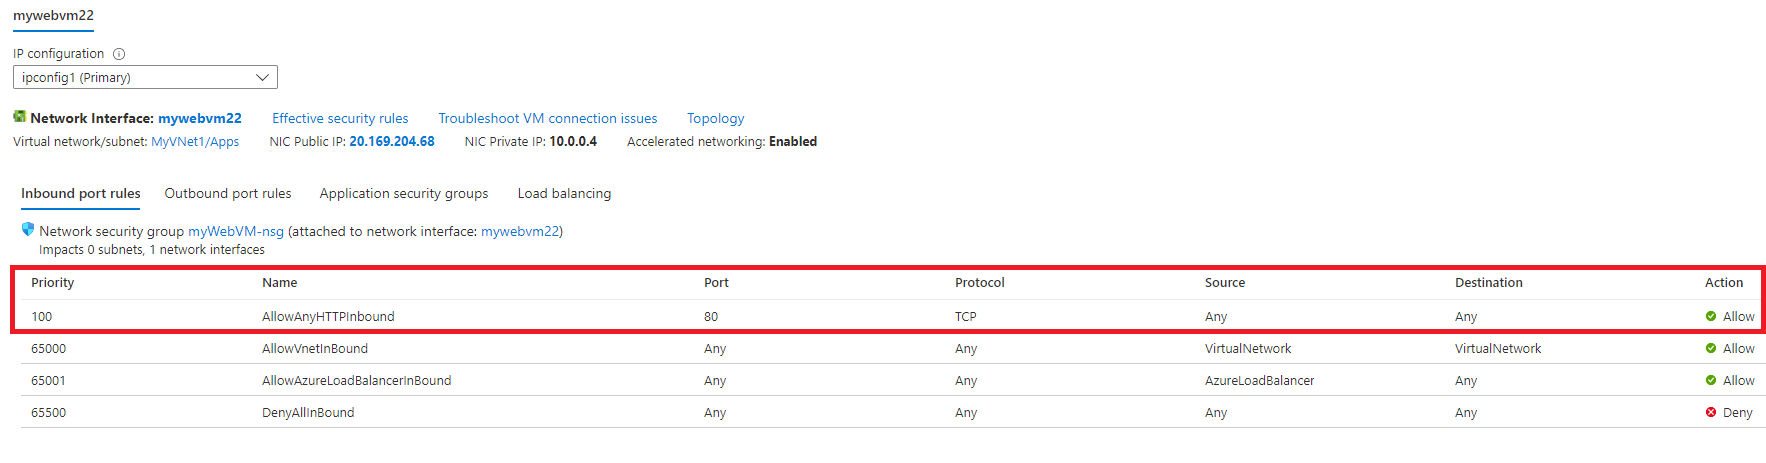 mywebvm22
IP configuration
ipconfig1 (Primary)
Network Interface: mywebvm22 Effective security rules Troubleshoot VM connection issues Topology
Virtual network/subnet: MyVNet1/Apps NIC Public IP: 20.169.204.68 NIC Private IP: 10.0.0.4 Accelerated networking: Enabled
Inbound port rules Outbound port rules Application security groups Load balancing
Network security group myWebVM-nsg (attached to network interface: mywebvm22)
Impacts 0 subnets, 1 network interfaces
Priority Name Port Protocol Source Destination Action
100 AllowAnyHTTPInbound 80 TCP Any Any Allow
65000 AllowVnetInBound Any Any VirtualNetwork VirtualNetwork Allow
65001 AllowAzureLoadBalancerInBound Any Any AzureLoadBalancer Any Allow
65500 DenyAllInBound Any Any Any Any Deny